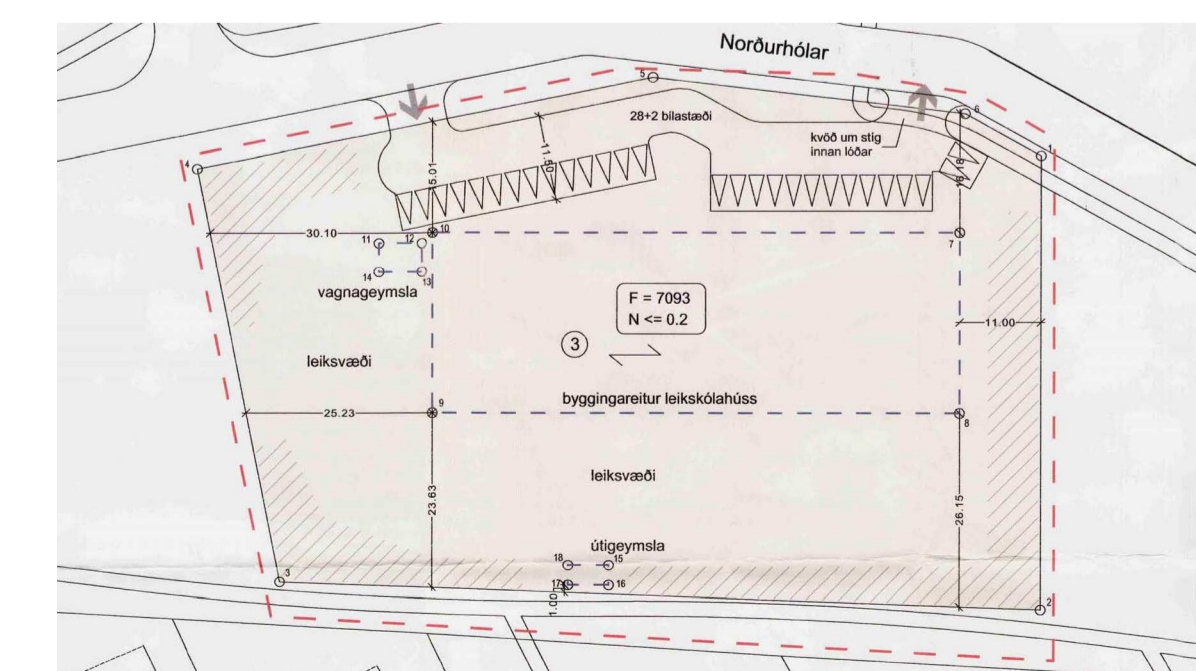 Norðurhólar
5
6
28+2 bílastæði
kvöð um stig
innan lóðar
1
4
11.50
15.01
16.18
30.10
10
11
12
7
14
13
vagnageymsla
F = 7093
N <= 0.2
11.00
3
leiksvæði
byggingareitur leikskólahúss
25.23
9
8
leiksvæði
23.63
26.15
útigeymsla
18
15
3
17
16
1.00
2